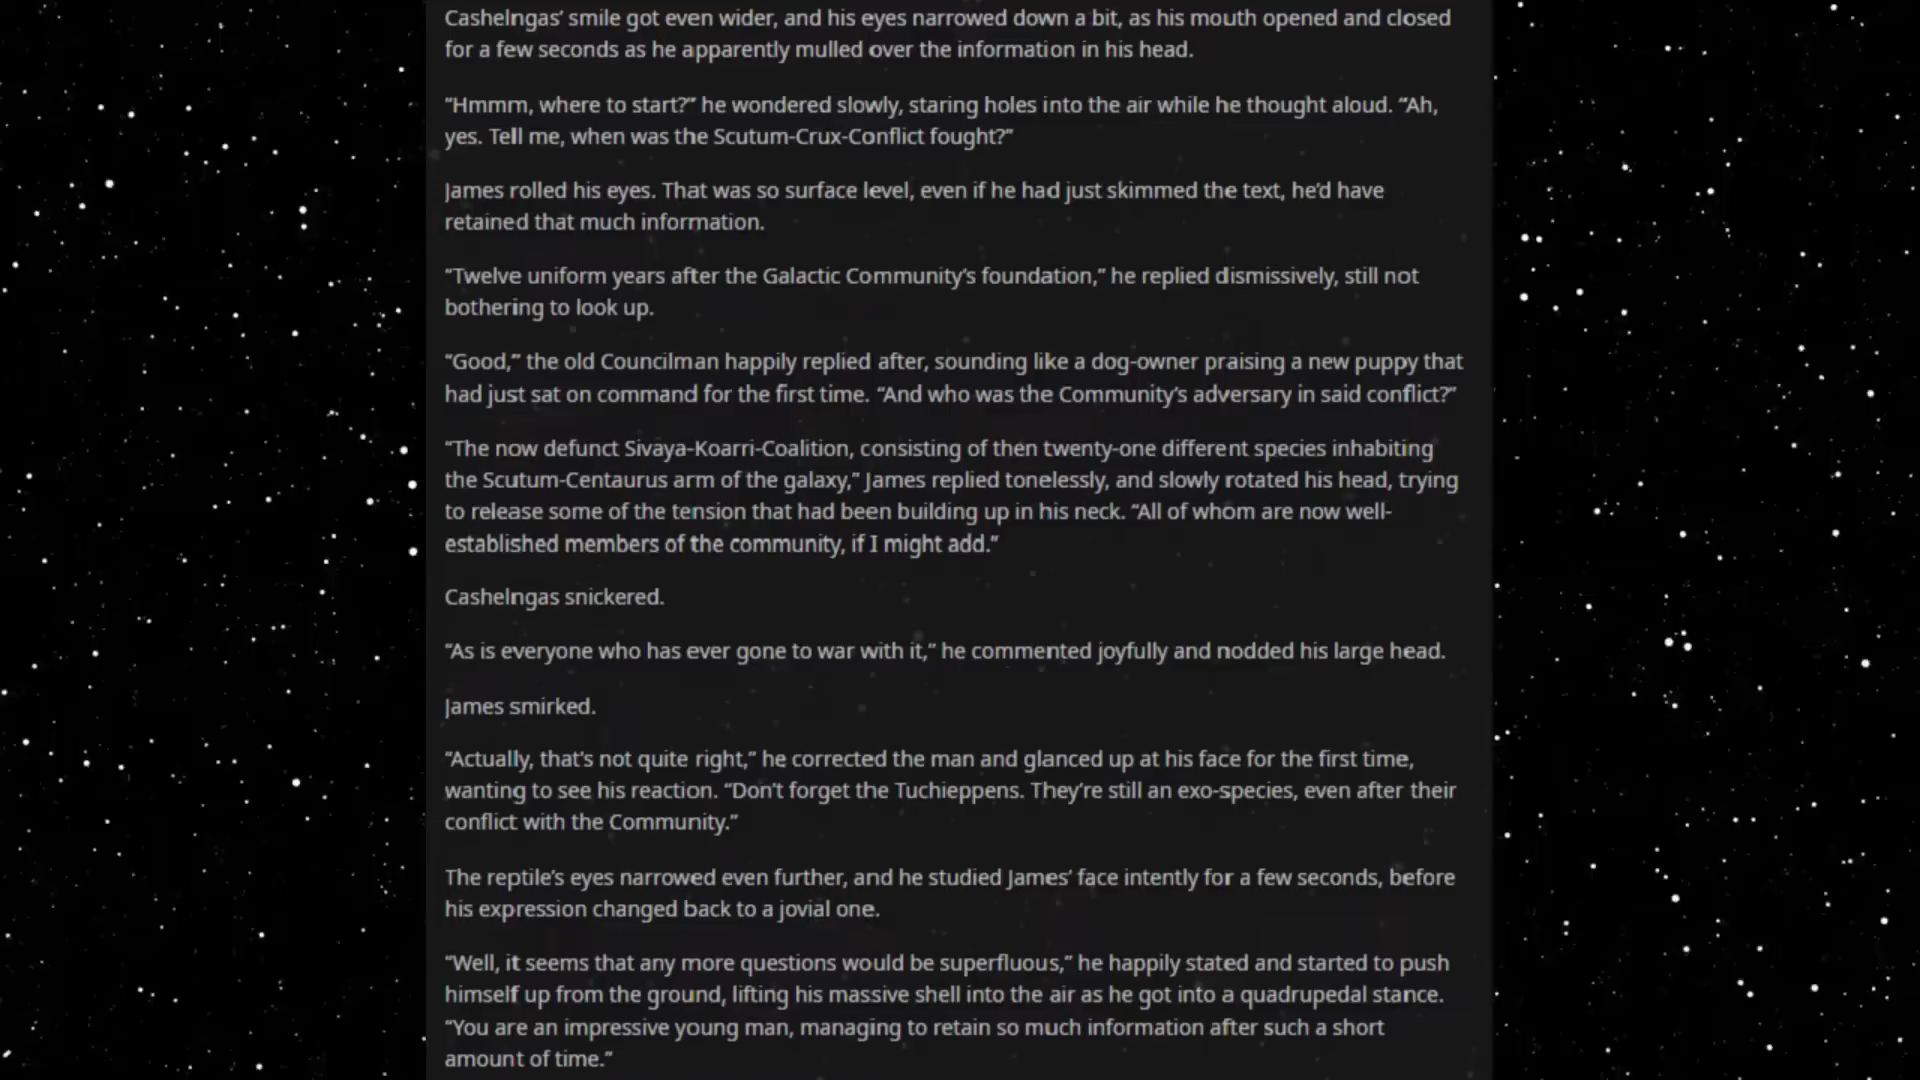 Cashelngas’ smile got even wider, and his eyes narrowed down a bit, as his mouth opened and closed
for a few seconds as he apparently mulled over the information in his head.
“Hmmm, where to start?” he wondered slowly, staring holes into the air while he thought aloud. “Ah,
yes. Tell me, when was the Scutum-Crux-Conflict fought?”
James rolled his eyes. That was so surface level, even if he had just skimmed the text, he’d have
retained that much information.
“Twelve uniform years after the Galactic Community’s foundation,” he replied dismissively, still not
bothering to look up.
“Good,” the old Councilman happily replied after, sounding like a dog-owner praising a new puppy that
had just sat on command for the first time. “And who was the Community’s adversary in said conflict?”
“The now defunct Sivaya-Koarri-Coalition, consisting of then twenty-one different species inhabiting
the Scutum-Centaurus arm of the galaxy,” James replied tonelessly, and slowly rotated his head, trying
to release some of the tension that had been building up in his neck. “All of whom are now well-
established members of the community, if I might add.”
Cashelngas snickered.
“As is everyone who has ever gone to war with it,” he commented joyfully and nodded his large head.
James smirked.
“Actually, that’s not quite right,” he corrected the man and glanced up at his face for the first time,
wanting to see his reaction. “Don’t forget the Tuchieppens. They’re still an exo-species, even after their
conflict with the Community.”
The reptile’s eyes narrowed even further, and he studied James’ face intently for a few seconds, before
his expression changed back to a jovial one.
“Well, it seems that any more questions would be superfluous,” he happily stated and started to push
himself up from the ground, lifting his massive shell into the air as he got into a quadrupedal stance.
“You are an impressive young man, managing to retain so much information after such a short
amount of time.”